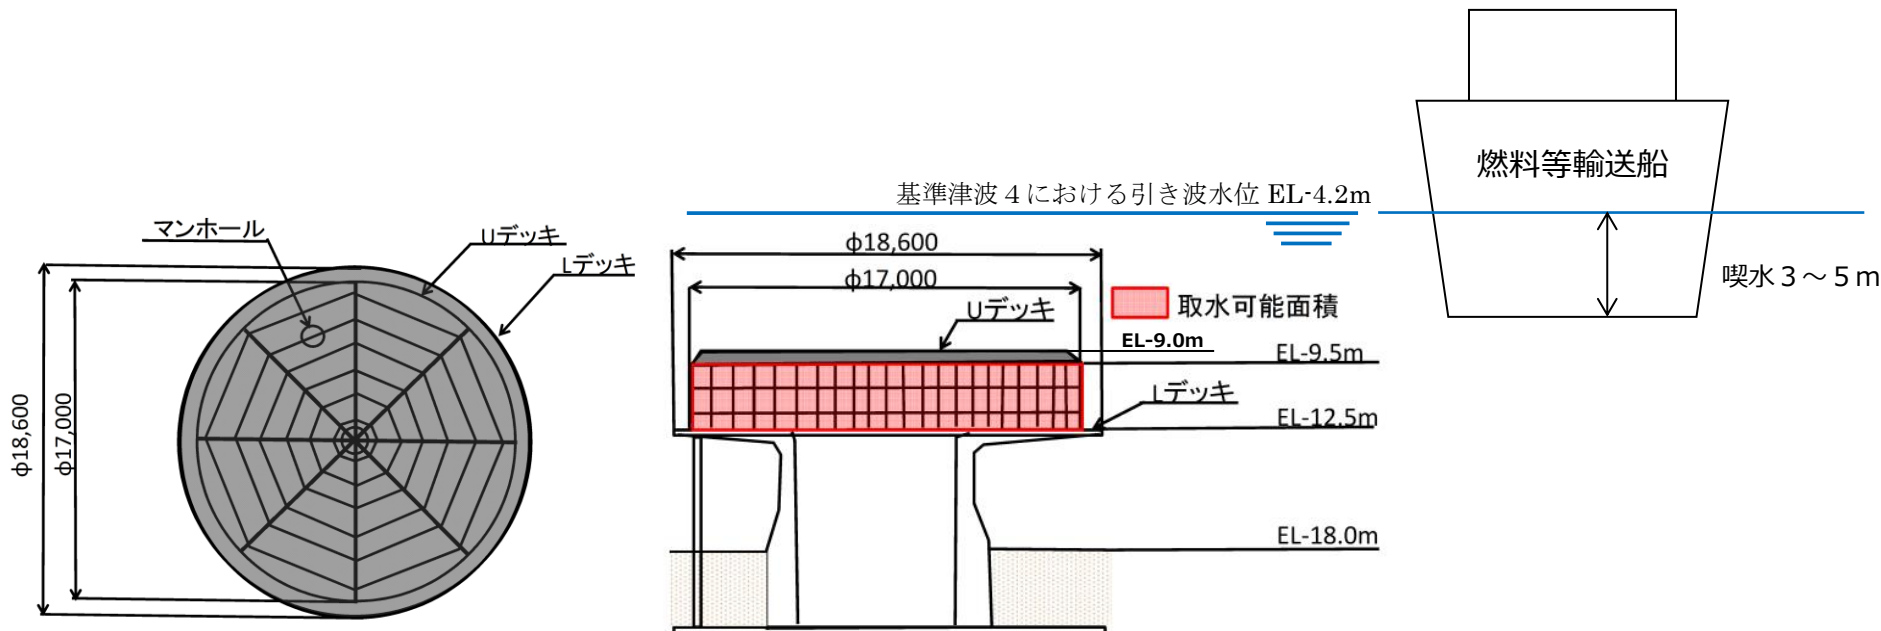 マンホール
Uデッキ
Lデッキ
φ18,600
φ17,000
基準津波４における引き波水位 EL-4.2m
φ18,600
φ17,000
Uデッキ
取水可能面積
EL-9.0m
EL-9.5m
Lデッキ
EL-12.5m
EL-18.0m
燃料等輸送船
喫水３～５ｍ